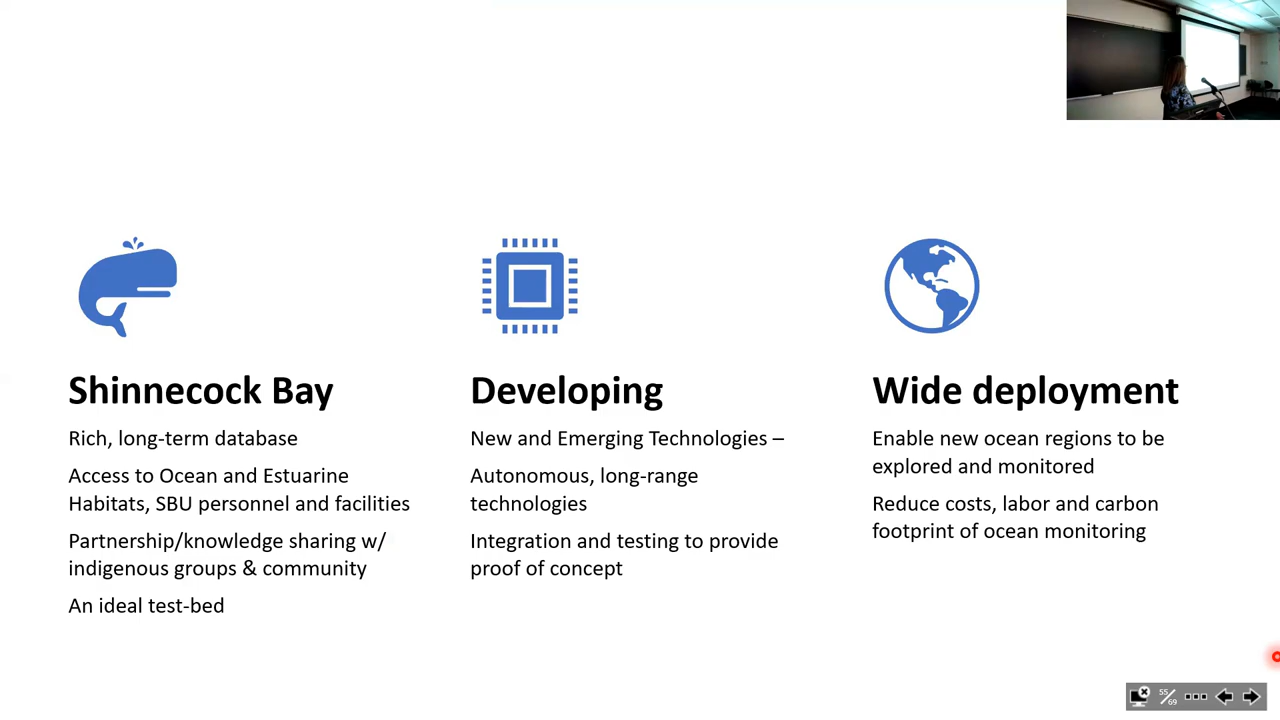 Shinnecock Bay
Rich, long-term database
Access to Ocean and Estuarine
Habitats, SBU personnel and facilities
Partnership/knowledge sharing w/
indigenous groups & community
An ideal test-bed
Developing
New and Emerging Technologies –
Autonomous, long-range
technologies
Integration and testing to provide
proof of concept
Wide deployment
Enable new ocean regions to be
explored and monitored
Reduce costs, labor and carbon
footprint of ocean monitoring
55/69